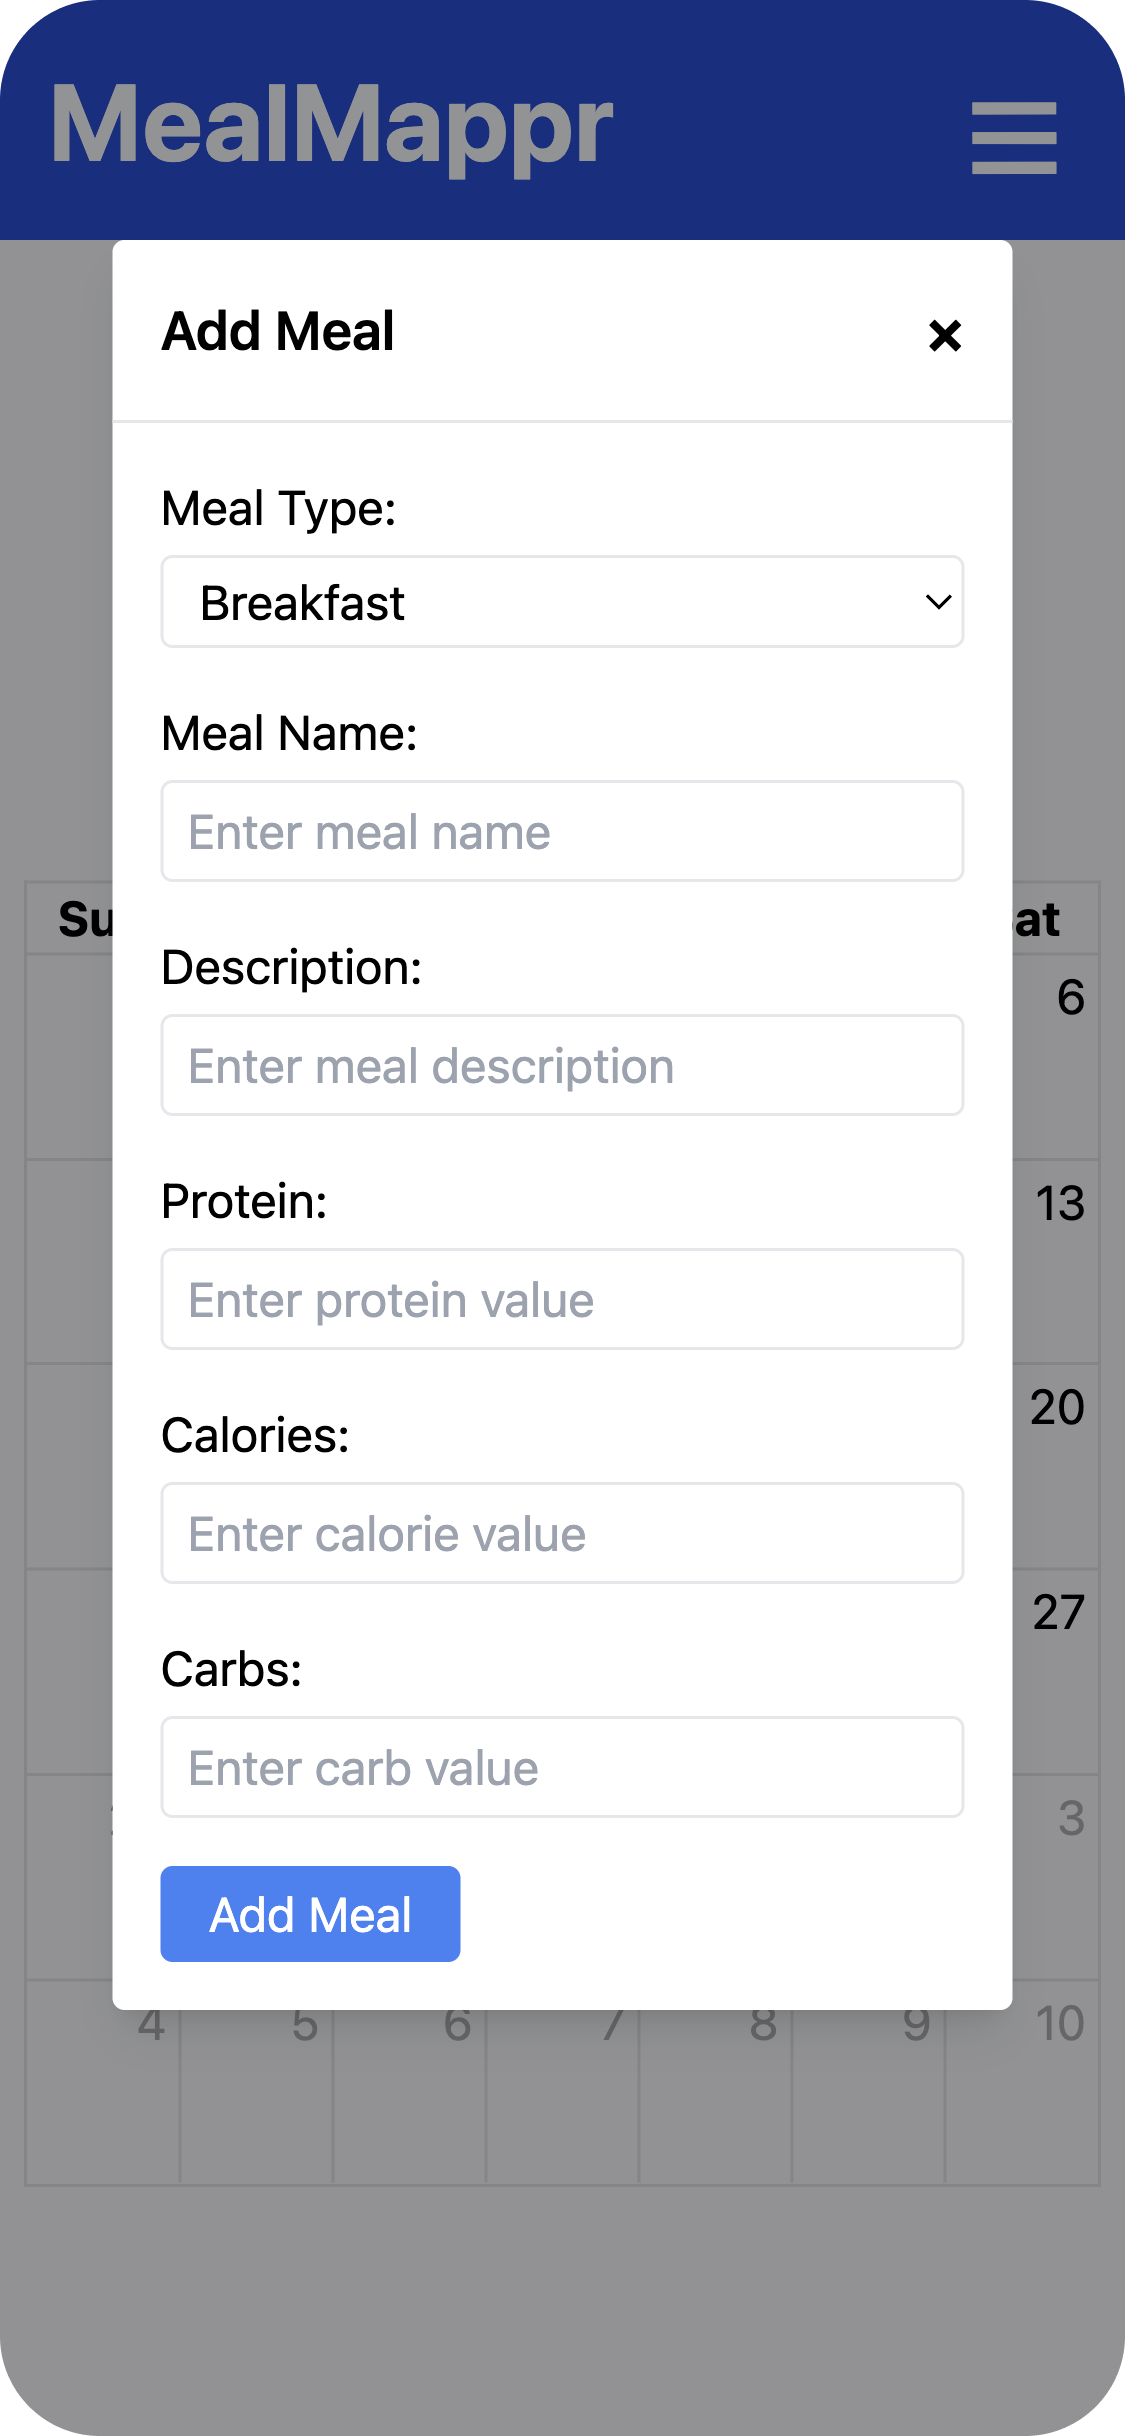 MealMappr
Add Meal
Meal Type:
Breakfast
Meal Name:
Enter meal name
Description:
Enter meal description
Protein:
Enter protein value
Calories:
Enter calorie value
Carbs:
Enter carb value
Add Meal
6
13
20
27
3
4 5 6 7 8 9 10